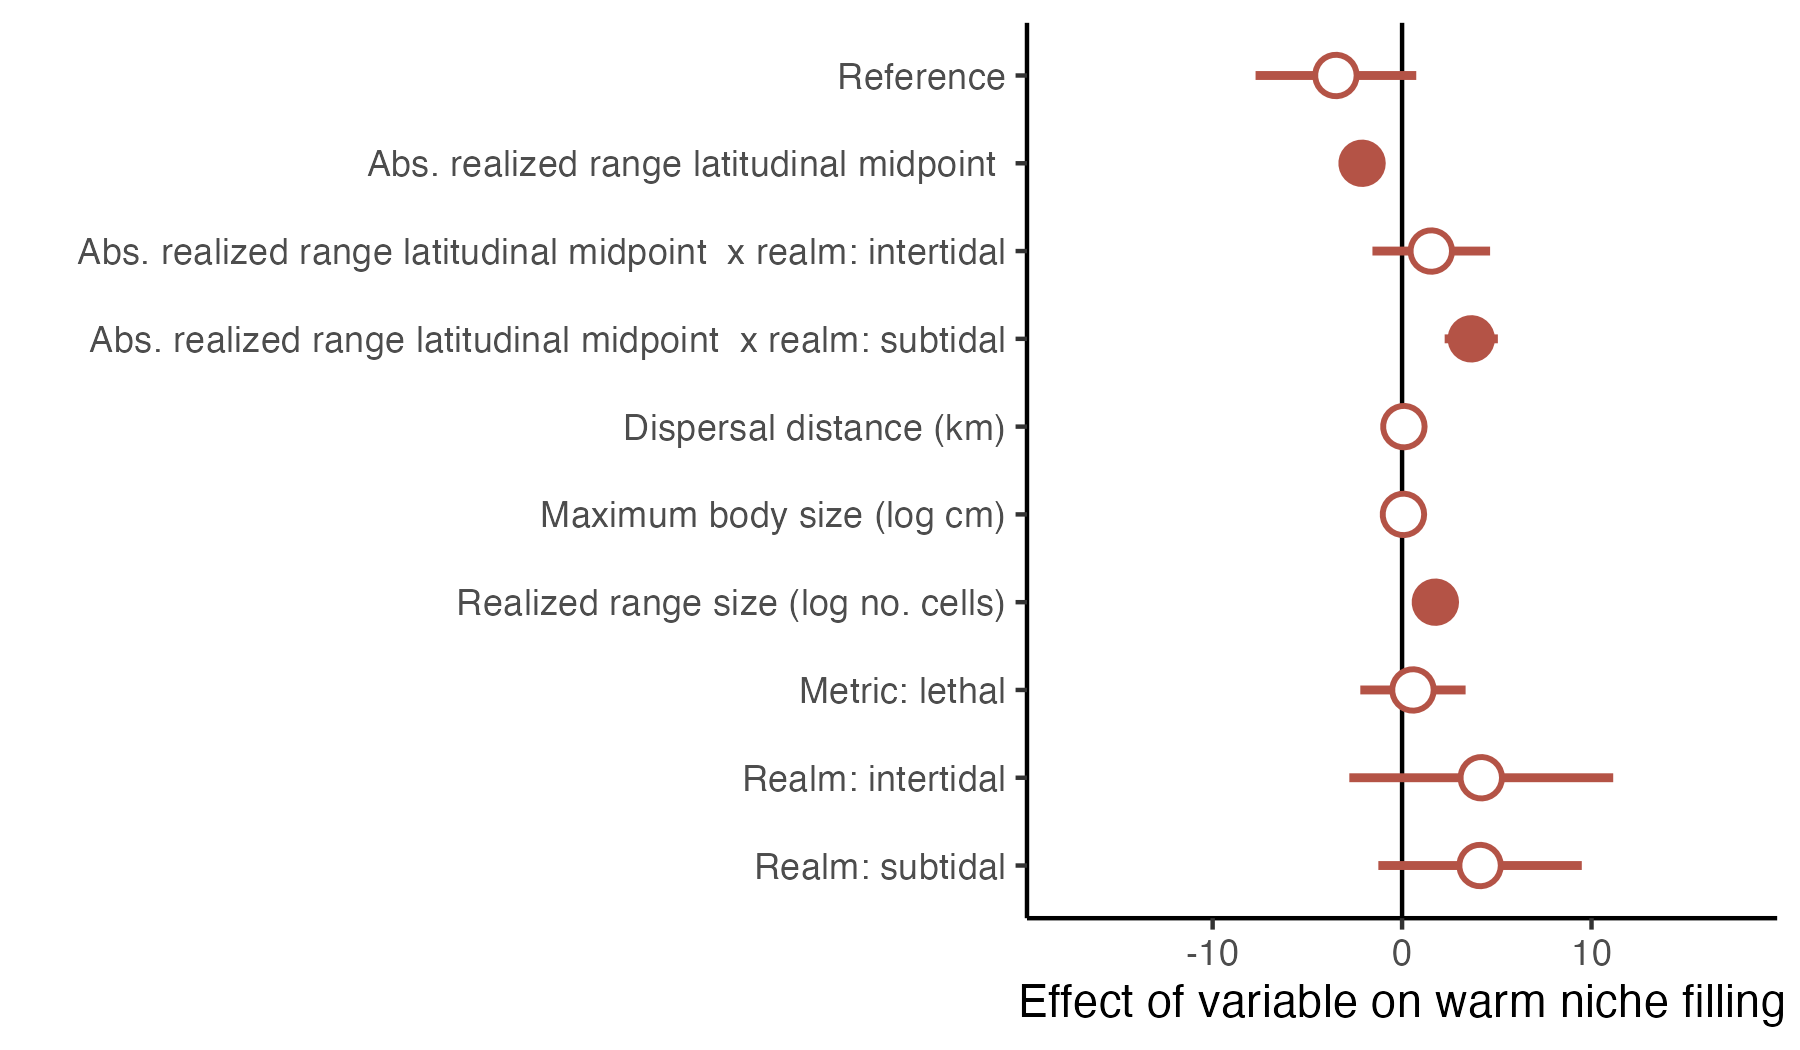 Reference
Abs. realized range latitudinal midpoint
Abs. realized range latitudinal midpoint  x realm: intertidal
Abs. realized range latitudinal midpoint  x realm: subtidal
Dispersal distance (km)
Maximum body size (log cm)
Realized range size (log no. cells)
Metric: lethal
Realm: intertidal
Realm: subtidal
-10 0 10
Effect of variable on warm niche filling